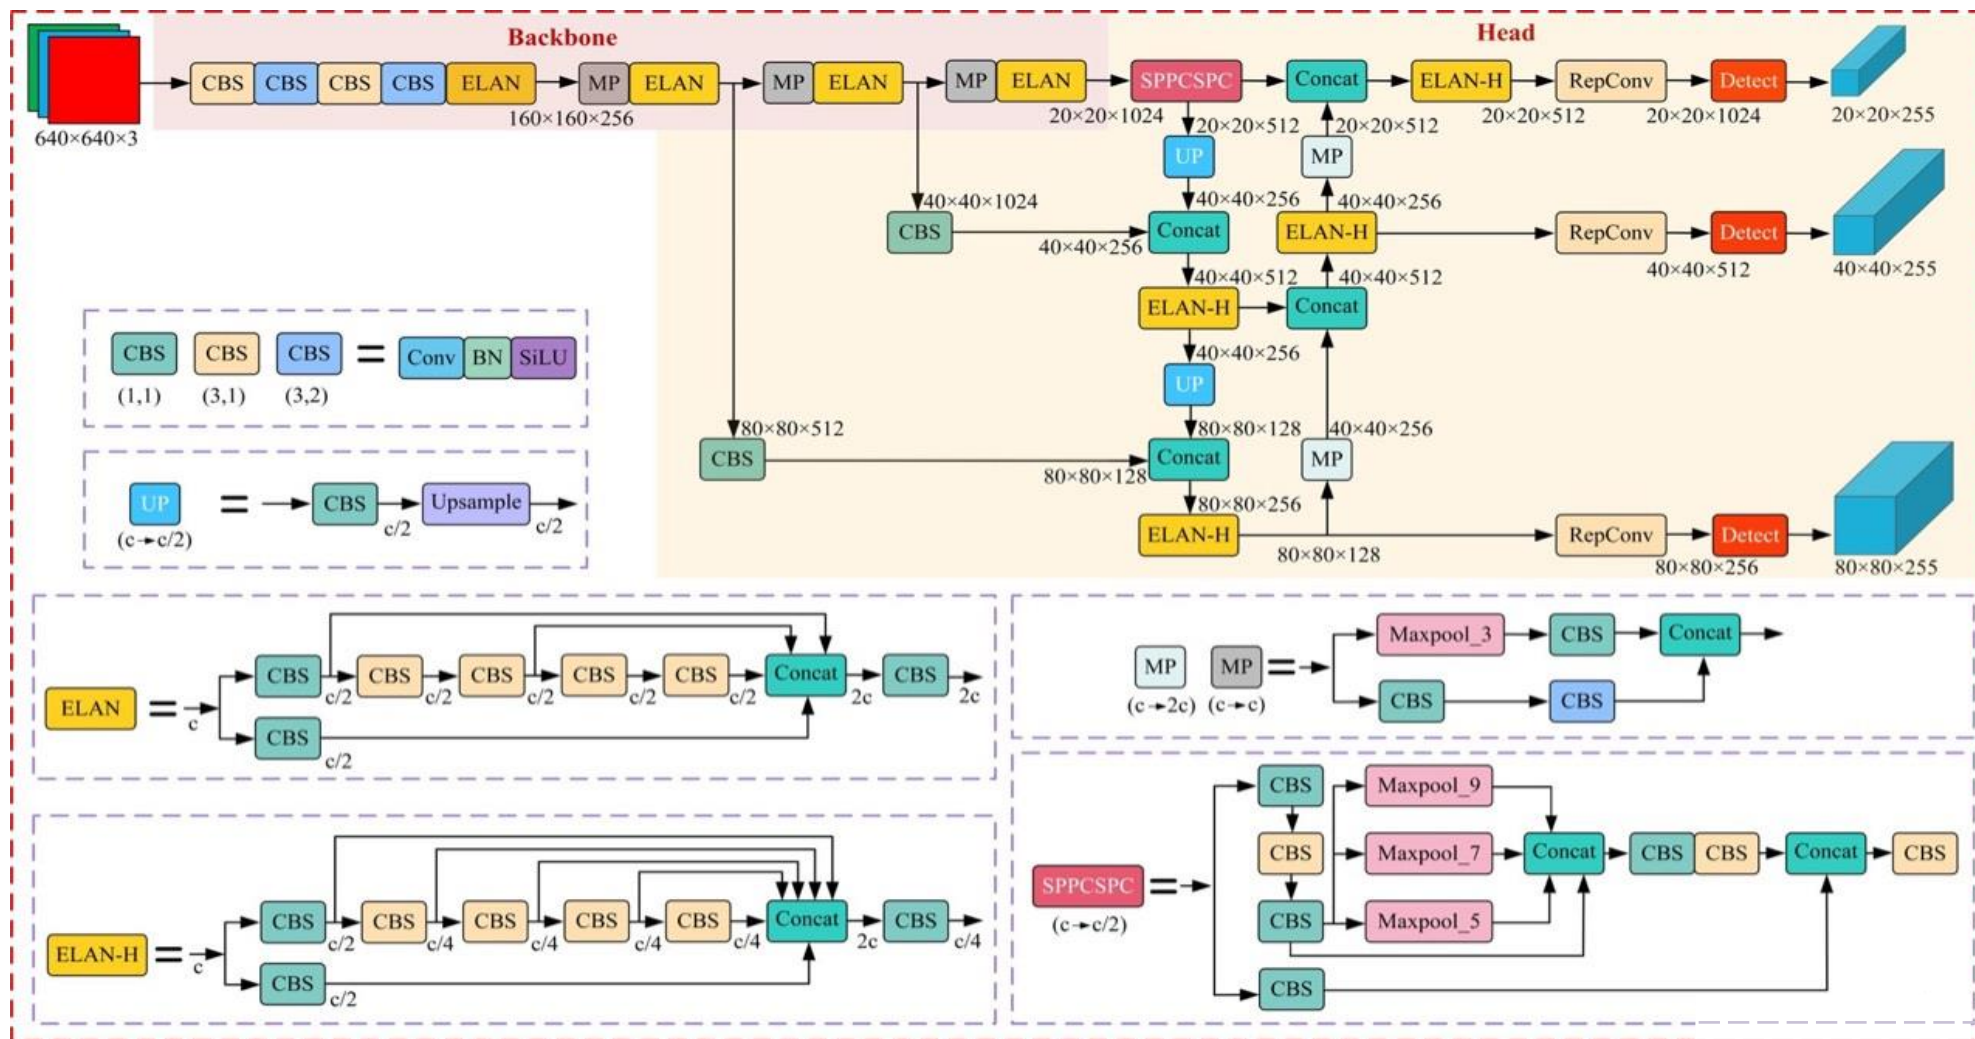 Backbone
Head
CBS CBS CBS CBS ELAN MP ELAN MP ELAN MP ELAN SPPCSPC Concat ELAN-H RepConv Detect
640×640×3
160×160×256
20×20×1024
20×20×512
20×20×512
20×20×512
20×20×1024
20×20×255
UP
MP
40×40×1024
40×40×256
40×40×256
CBS
40×40×256
Concat
ELAN-H
RepConv
Detect
40×40×512
40×40×512
40×40×512
40×40×255
ELAN-H
Concat
40×40×256
UP
80×80×512
80×80×128
40×40×256
CBS
80×80×128
Concat
MP
80×80×256
ELAN-H
80×80×128
RepConv
Detect
80×80×256
80×80×255
CBS CBS CBS = Conv BN SiLU
(1,1) (3,1) (3,2)
UP = CBS Upsample
(c→c/2) c/2 c/2
ELAN = c
CBS CBS CBS CBS CBS Concat CBS
c/2 c/2 c/2 c/2 c/2 2c 2c
CBS
c/2
ELAN-H = c
CBS CBS CBS CBS CBS Concat CBS
c/2 c/4 c/4 c/4 c/4 2c c/4
CBS
c/2
MP MP =
(c→2c) (c→c)
Maxpool_3 CBS Concat
CBS CBS
SPPCSPC =
(c→c/2)
CBS Maxpool_9
CBS Maxpool_7 Concat CBS CBS Concat CBS
CBS Maxpool_5
CBS